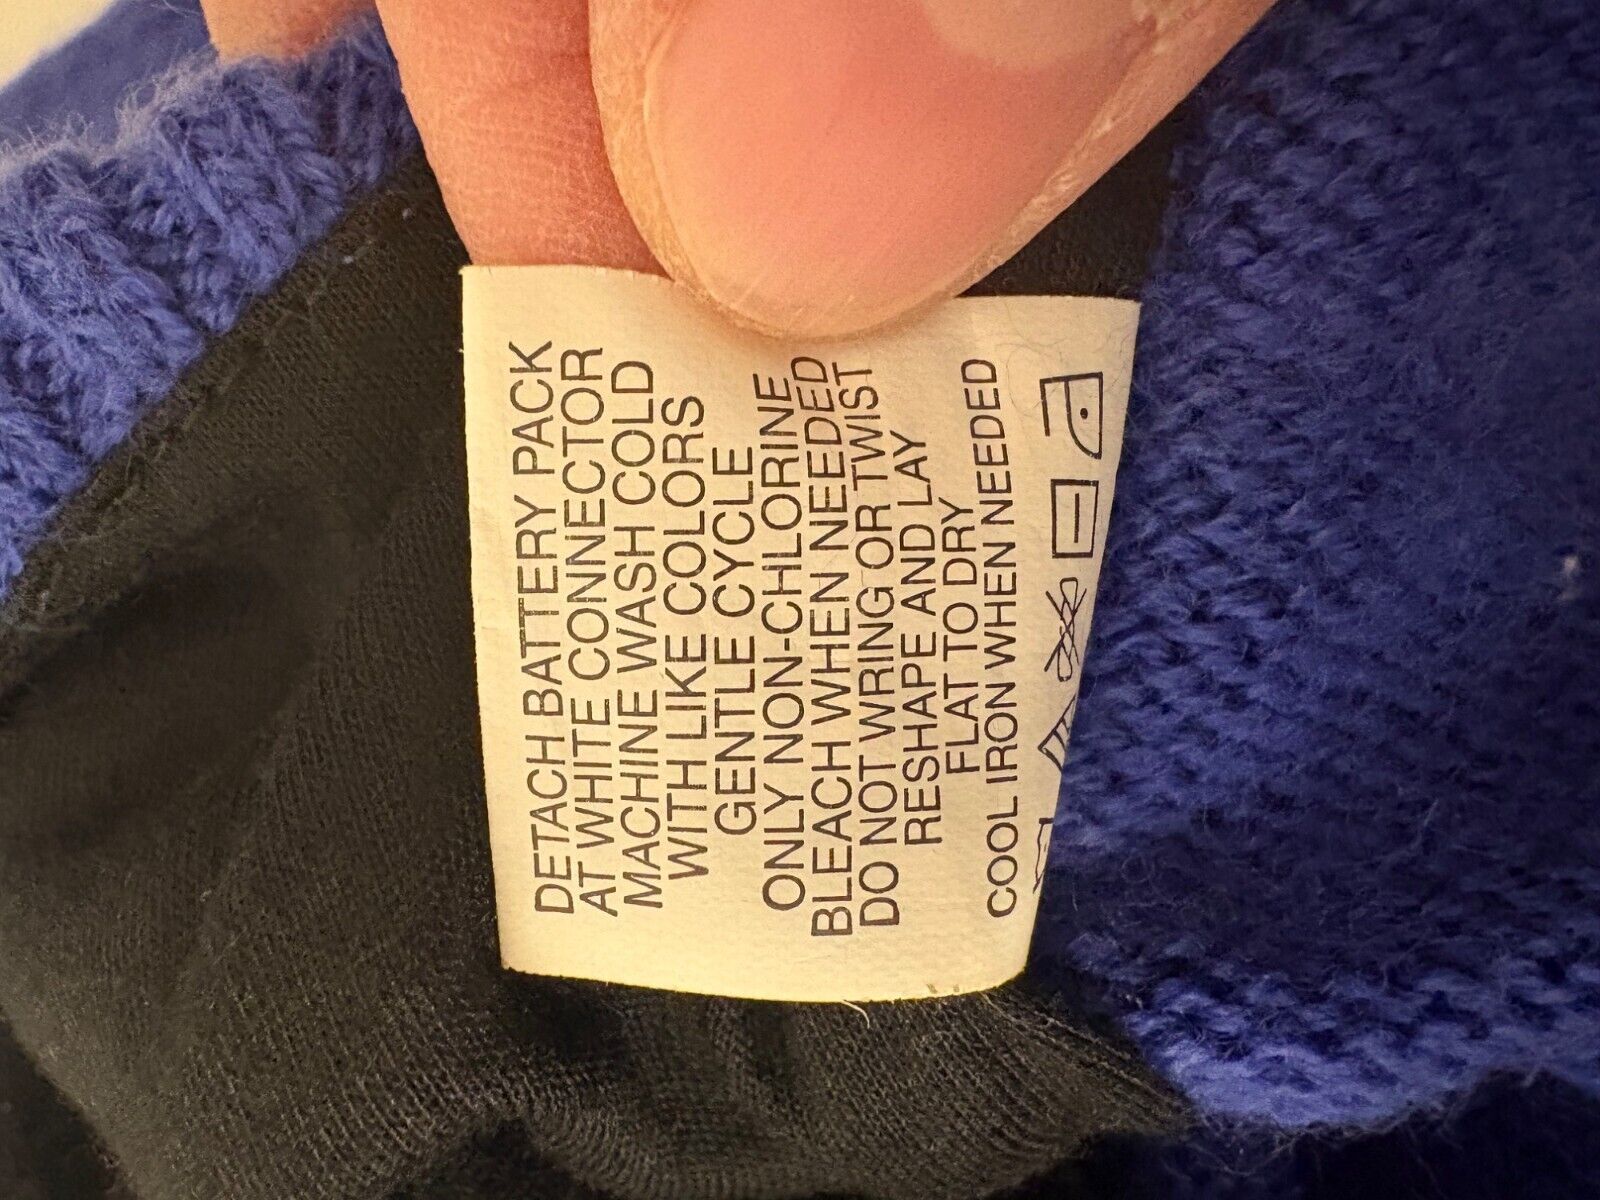 DETACH BATTERY PACK
AT WHITE CONNECTOR
MACHINE WASH COLD
WITH LIKE COLORS
GENTLE CYCLE
ONLY NON-CHLORINE
BLEACH WHEN NEEDED
DO NOT WRING OR TWIST
RESHAPE AND LAY
FLAT TO DRY
COOL IRON WHEN NEEDED